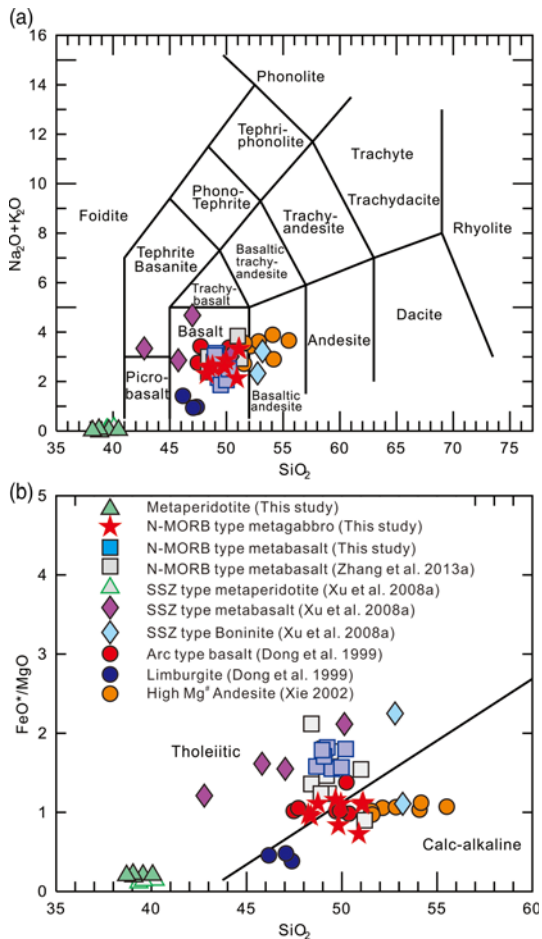 (a)
16
14
12
10
8
6
4
2
0
Na₂O+K₂O
Phonolite
Tephri-
phonolite
Trachyte
Phono-
Tephrite
Trachydacite
Foidite
Trachy-
andesite
Rhyolite
Tephrite
Basanite
Basaltic
trachy-
andesite
Trachy-
basalt
Basalt
Andesite
Dacite
Picro-
basalt
Basaltic
andesite
35 40 45 50 55 60 65 70 75
SiO₂
(b)
5
4
3
2
1
0
FeO*/MgO
Metaperidotite (This study)
N-MORB type metagabbro (This study)
N-MORB type metabasalt (This study)
N-MORB type metabasalt (Zhang et al. 2013a)
SSZ type metaperidotite (Xu et al. 2008a)
SSZ type metabasalt (Xu et al. 2008a)
SSZ type Boninite (Xu et al. 2008a)
Arc type basalt (Dong et al. 1999)
Limburgite (Dong et al. 1999)
High Mg# Andesite (Xie 2002)
Tholeiitic
Calc-alkaline
40 45 50 55 60
SiO₂